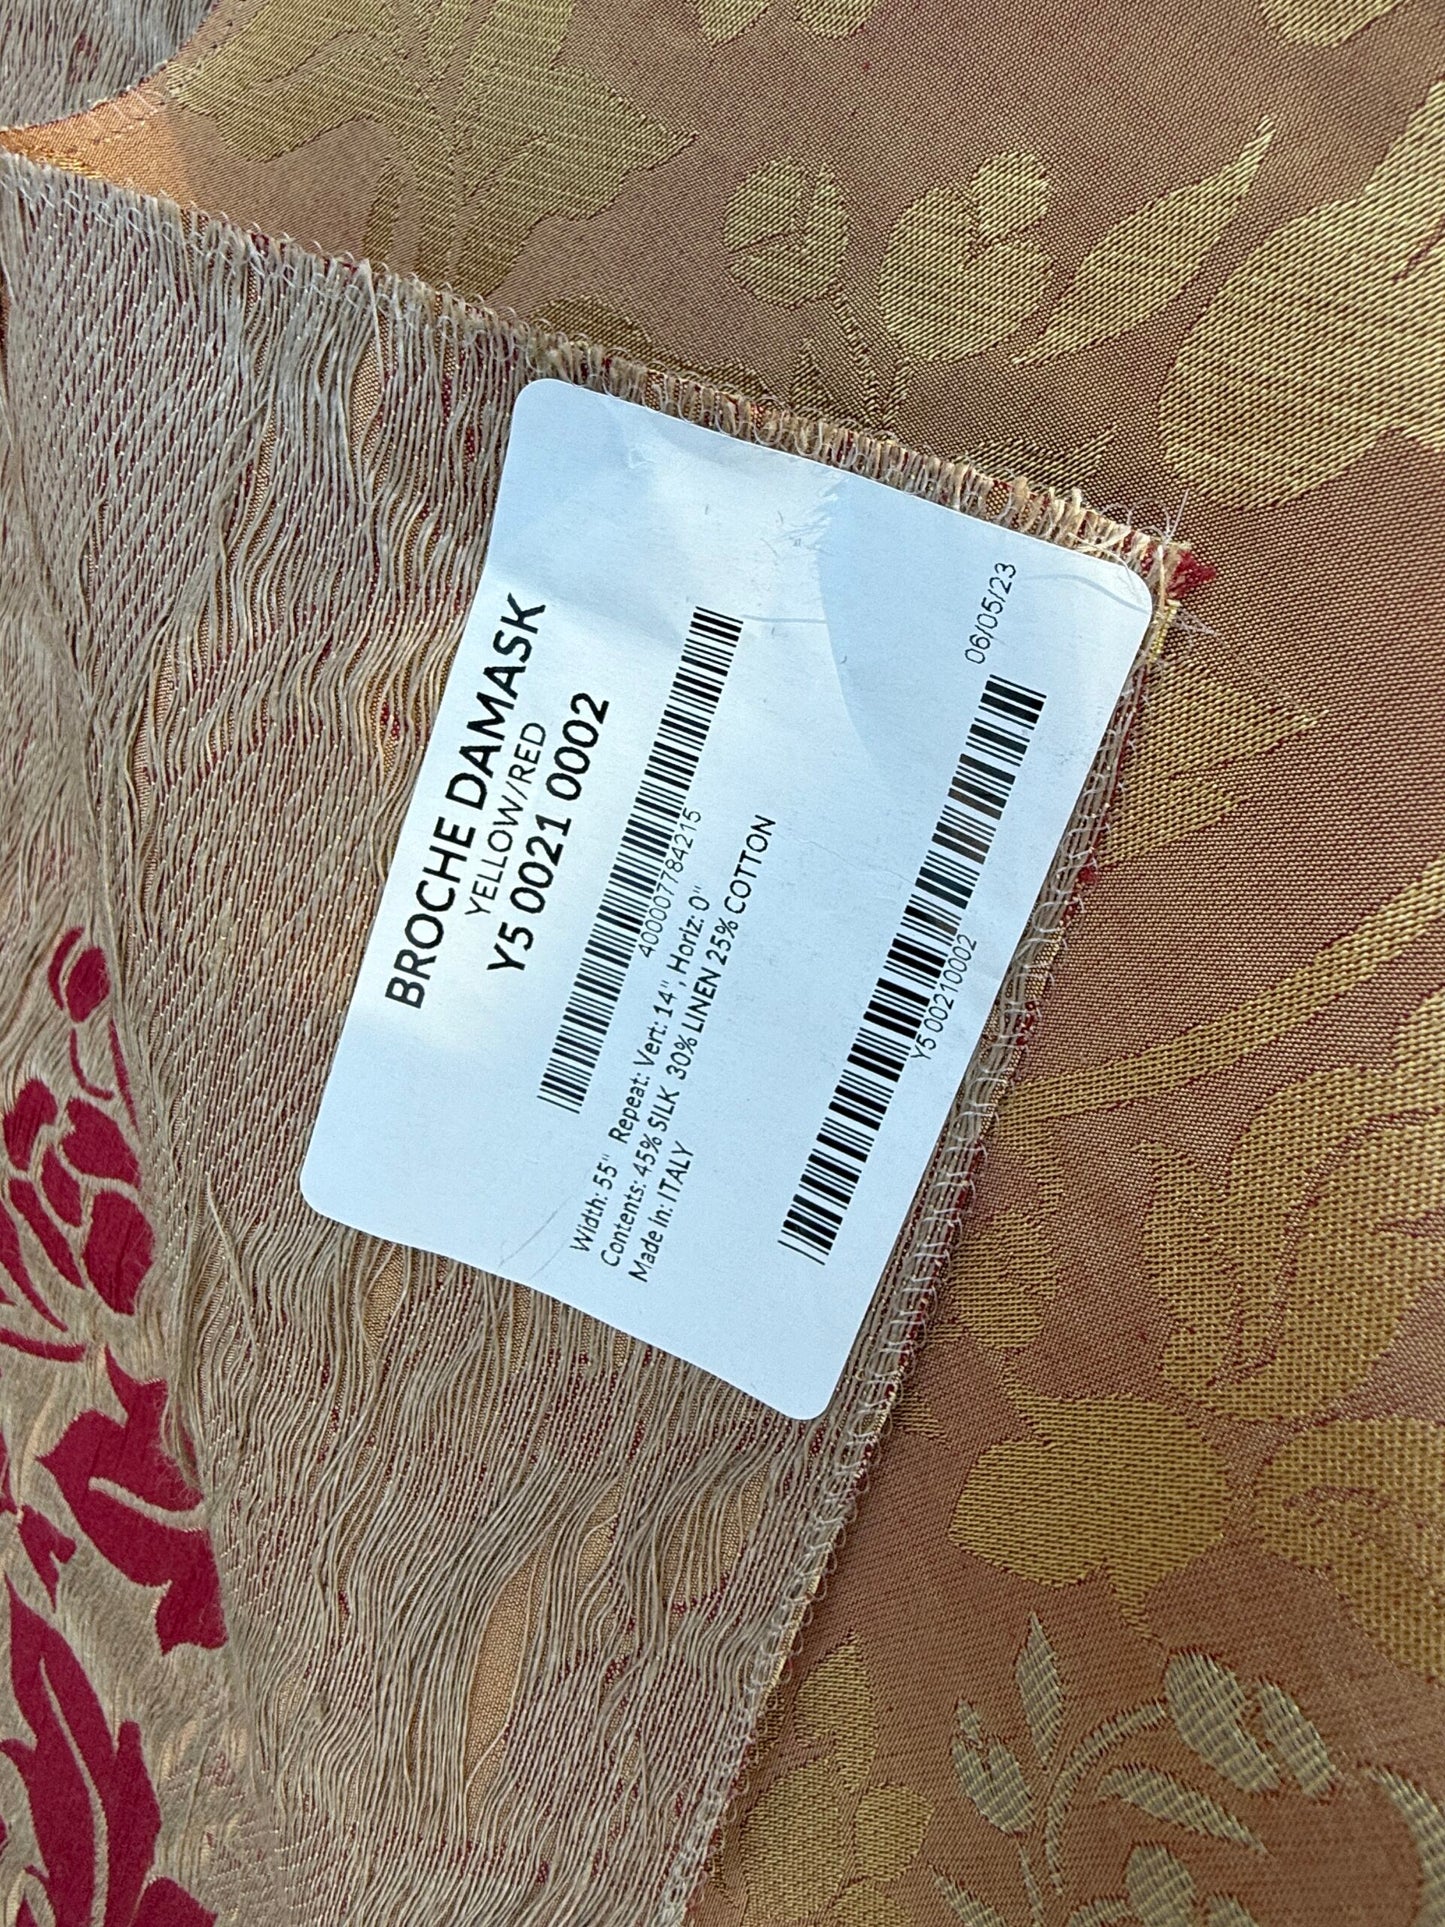 BROCHE DAMASK
YELLOW/RED
Y5 0021 0002
4000007784215
Width: 55" Repeat: Vert: 14", Horiz: 0"
Contents: 45% SILK 30% LINEN 25% COTTON
Made in: ITALY
Y500210002
06/05/23